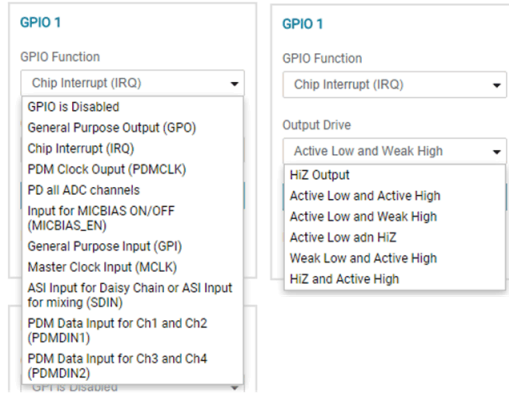 GPIO 1
GPIO Function
Chip Interrupt (IRQ)
GPIO is Disabled
General Purpose Output (GPO)
Chip Interrupt (IRQ)
PDM Clock Ouput (PDMCLK)
PD all ADC channels
Input for MICBIAS ON/OFF
(MICBIAS_EN)
General Purpose Input (GPI)
Master Clock Input (MCLK)
ASI Input for Daisy Chain or ASI Input
for mixing (SDIN)
PDM Data Input for Ch1 and Ch2
(PDMDIN1)
PDM Data Input for Ch3 and Ch4
(PDMDIN2)
GPI is Disabled
GPIO 1
GPIO Function
Chip Interrupt (IRQ)
Output Drive
Active Low and Weak High
HiZ Output
Active Low and Active High
Active Low and Weak High
Active Low adn HiZ
Weak Low and Active High
HiZ and Active High